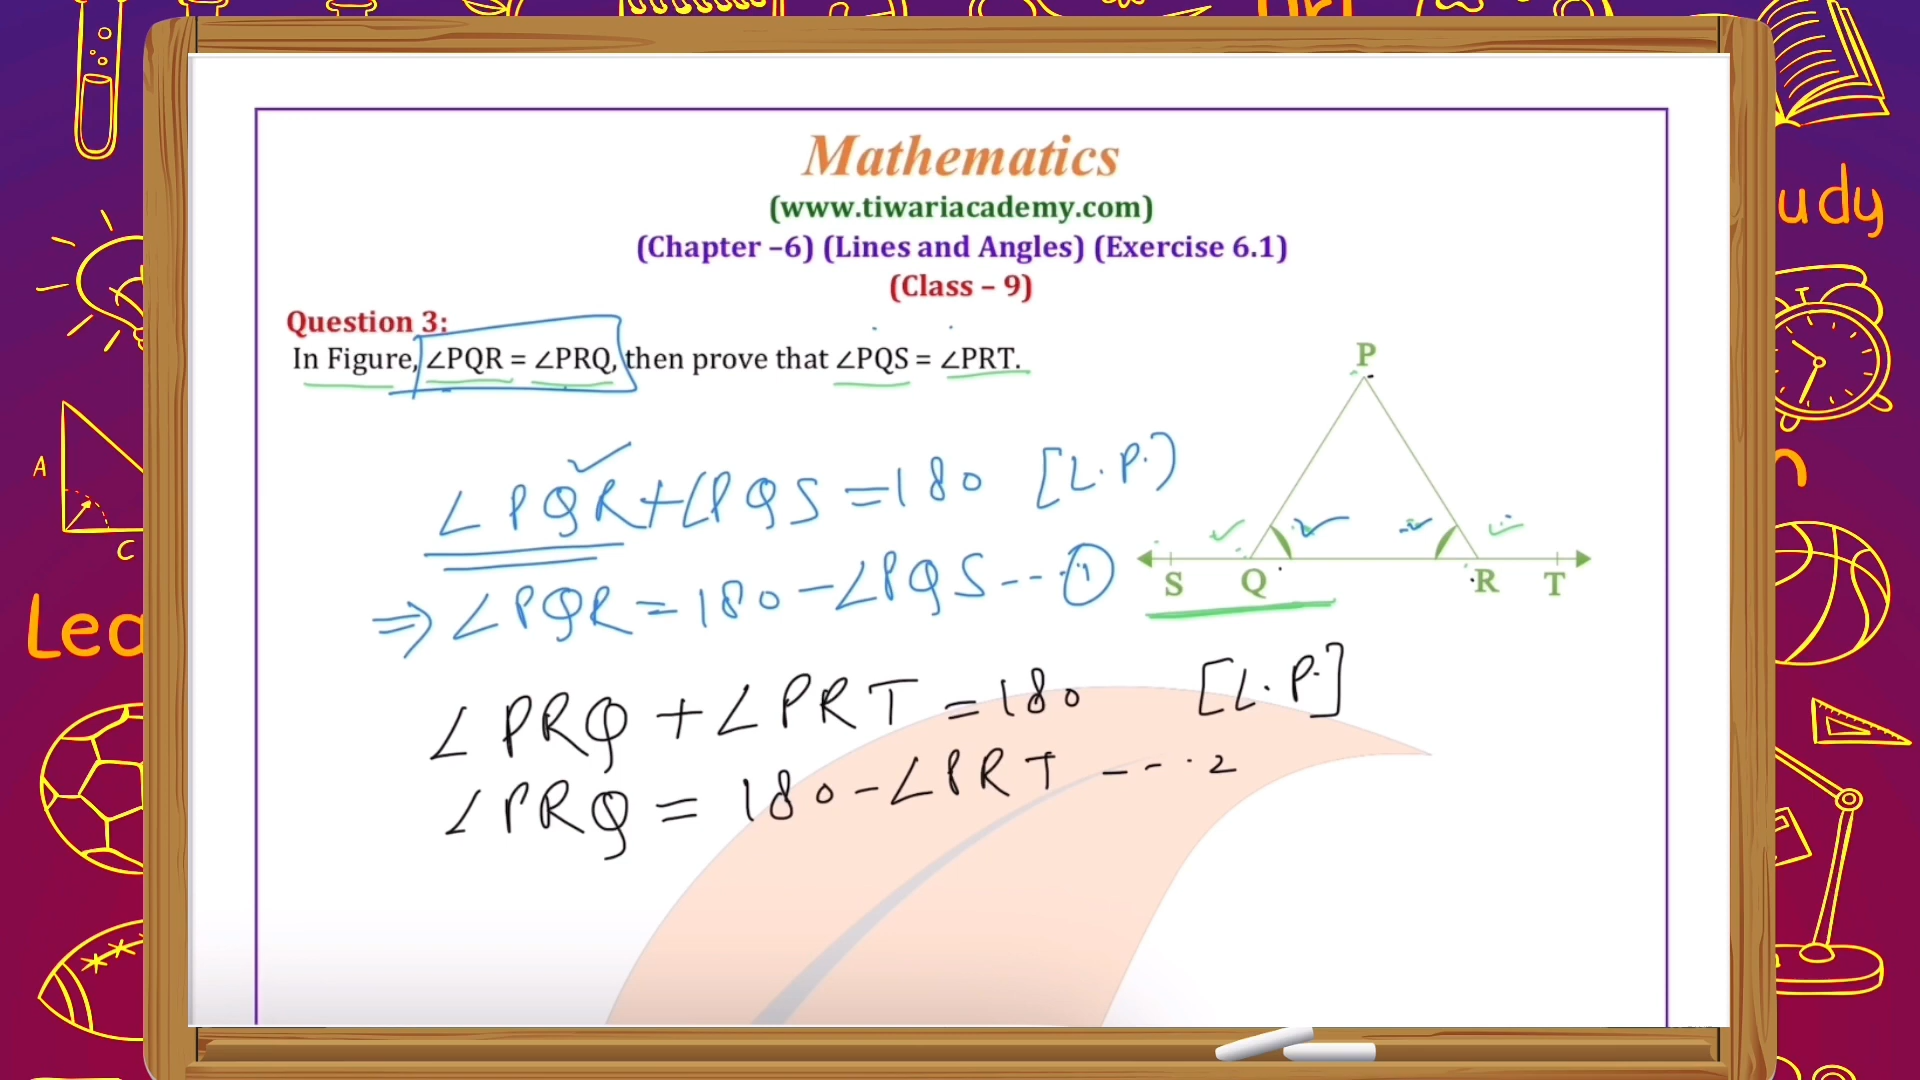 Mathematics
(www.tiwariacademy.com)
(Chapter –6) (Lines and Angles) (Exercise 6.1)
(Class – 9)
Question 3:
In Figure, ∠PQR = ∠PRQ, then prove that ∠PQS = ∠PRT.
P
∠PQR+∠PQS=180 [L.P.)
S Q R T
⇒∠PQR=180-∠PQS--①
∠PRQ+∠PRT=180 [L.P.]
∠PRQ=180-∠PRT --..2
udy
Lea
A
C
n